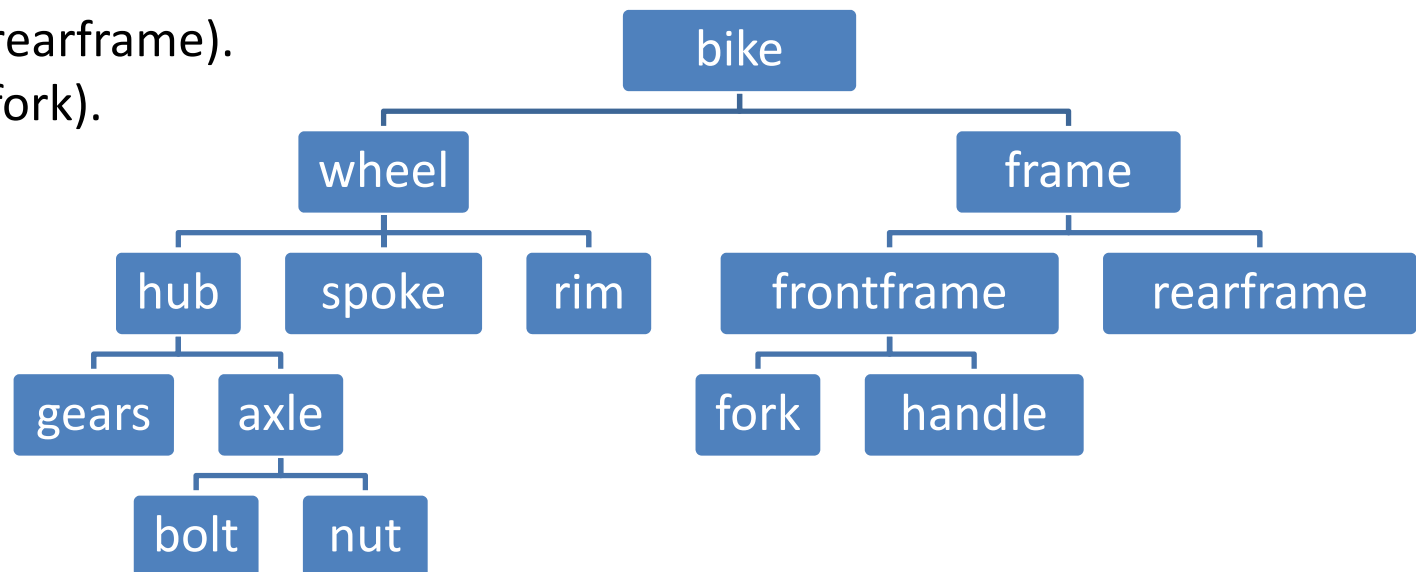 rearframe).
fork).
bike
wheel frame
hub spoke rim frontframe rearframe
gears axle fork handle
bolt nut